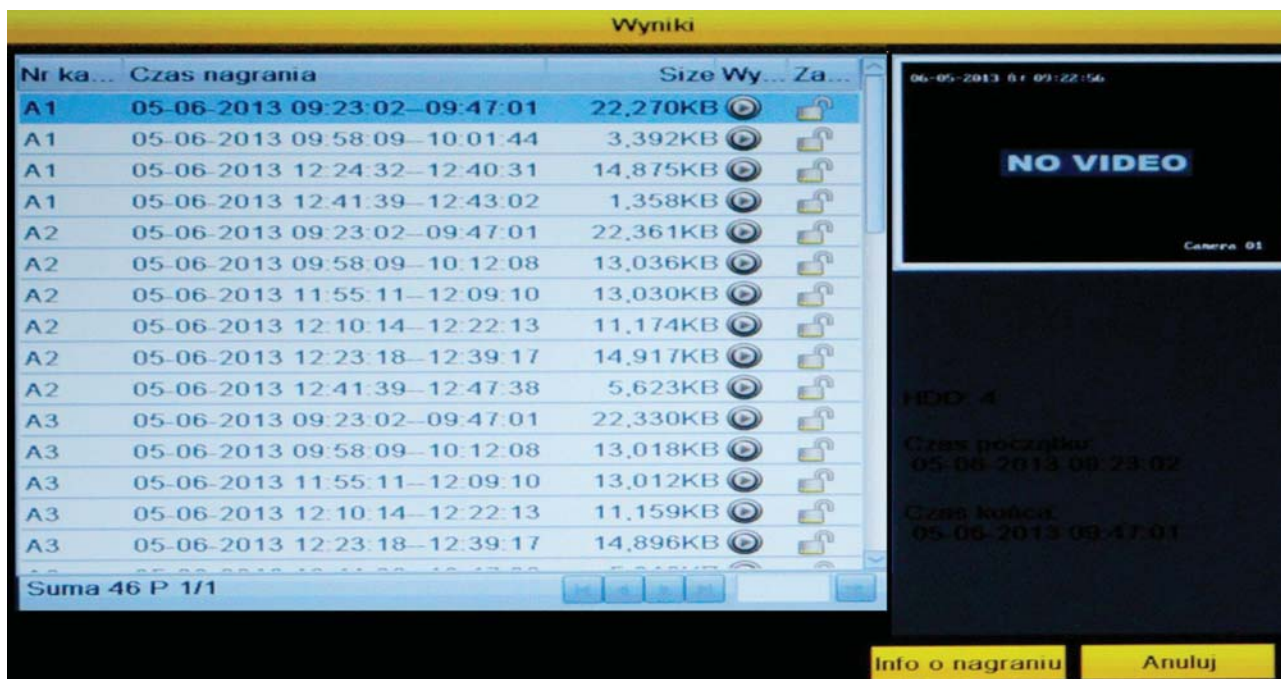 Wyniki
Nr ka... Czas nagrania Size Wy... Za...
A1 05-06-2013 09:23:02--09:47:01 22,270KB
A1 05-06-2013 09:58:09--10:01:44 3,392KB
A1 05-06-2013 12:24:32--12:40:31 14,875KB
A1 05-06-2013 12:41:39--12:43:02 1,358KB
A2 05-06-2013 09:23:02--09:47:01 22,361KB
A2 05-06-2013 09:58:09--10:12:08 13,036KB
A2 05-06-2013 11:55:11--12:09:10 13,030KB
A2 05-06-2013 12:10:14--12:22:13 11,174KB
A2 05-06-2013 12:23:18--12:39:17 14,917KB
A2 05-06-2013 12:41:39--12:47:38 5,623KB
A3 05-06-2013 09:23:02--09:47:01 22,330KB
A3 05-06-2013 09:58:09--10:12:08 13,018KB
A3 05-06-2013 11:55:11--12:09:10 13,012KB
A3 05-06-2013 12:10:14--12:22:13 11,159KB
A3 05-06-2013 12:23:18--12:39:17 14,896KB
Suma 46 P 1/1
06-05-2013 śr 09:22:56
NO VIDEO
Camera 01
HDD: 4
Czas początku:
05-06-2013 09:23:02
Czas końca:
05-06-2013 09:47:01
Info o nagraniu
Anuluj